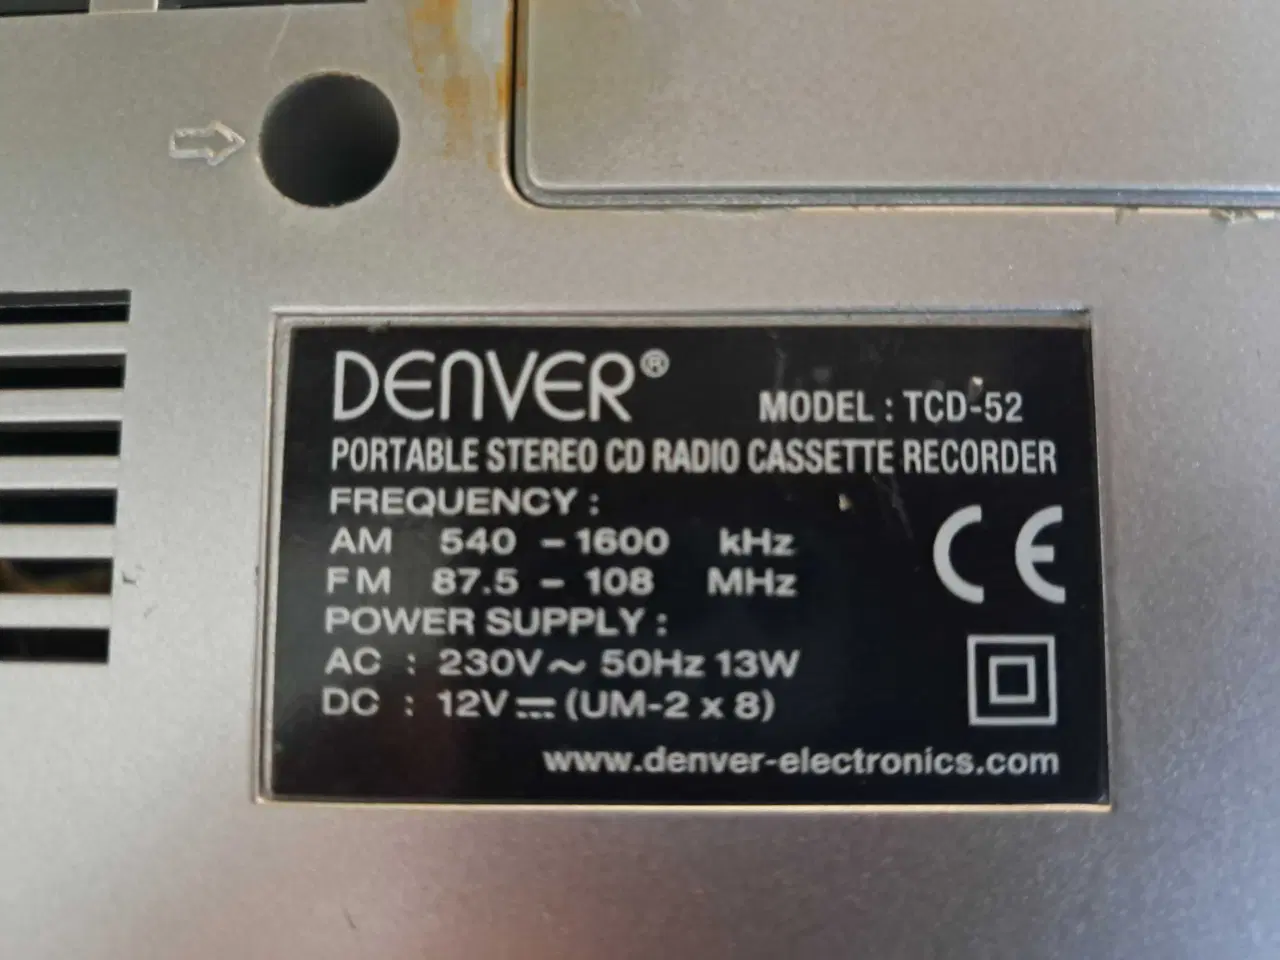 DENVER®
MODEL : TCD-52
PORTABLE STEREO CD RADIO CASSETTE RECORDER
FREQUENCY :
AM 540 - 1600 kHz
FM 87.5 - 108 MHz
POWER SUPPLY :
AC : 230V ~ 50Hz 13W
DC : 12V ⎓ (UM-2 x 8)
CE
www.denver-electronics.com